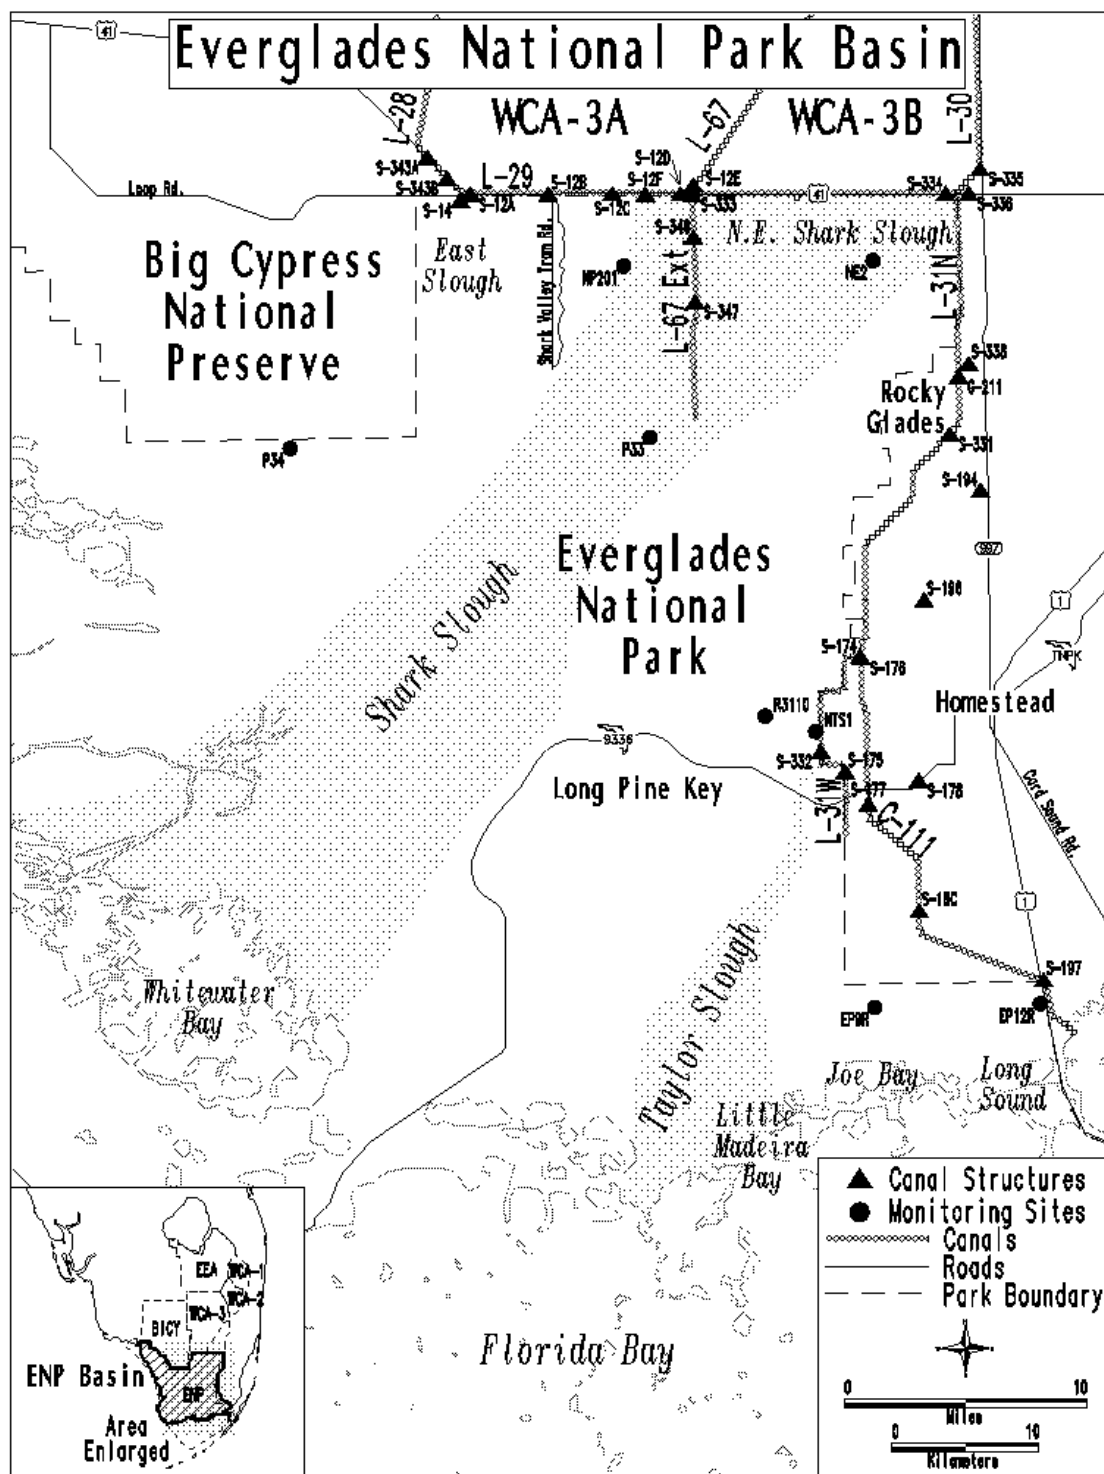 41
Everglades National Park Basin
L-28
WCA-3A
L-67
WCA-3B
L-30
S-343A
S-343B
L-29
S-12B
S-12D
S-12F
S-12E
S-334
S-335
Loop Rd.
S-14
S-12A
S-12C
S-333
41
S-336
Big Cypress
National
Preserve
East
Slough
Shark Valley Tram Rd.
NP201
S-346
L-67 Ext.
S-347
N.E. Shark Slough
NE2
L-31N
S-338
G-211
Rocky
Glades
S-331
P34
P33
S-194
997
Everglades
National
Park
Shark Slough
S-196
1
S-174
S-176
TNPK
R3110
NTS1
Homestead
9336
S-332
S-175
Long Pine Key
S-177
S-178
L-31W
C-111
Card Sound Rd.
S-18C
1
Taylor Slough
S-197
Whitewater
Bay
EP9R
EP12R
Joe Bay
Long
Sound
Little
Madeira
Bay
Florida Bay
EEA
WCA-1
WCA-2
WCA-3
BICY
ENP Basin
ENP
Area
Enlarged
Canal Structures
Monitoring Sites
Canals
Roads
Park Boundary
0 10
Miles
0 10
Kilometers